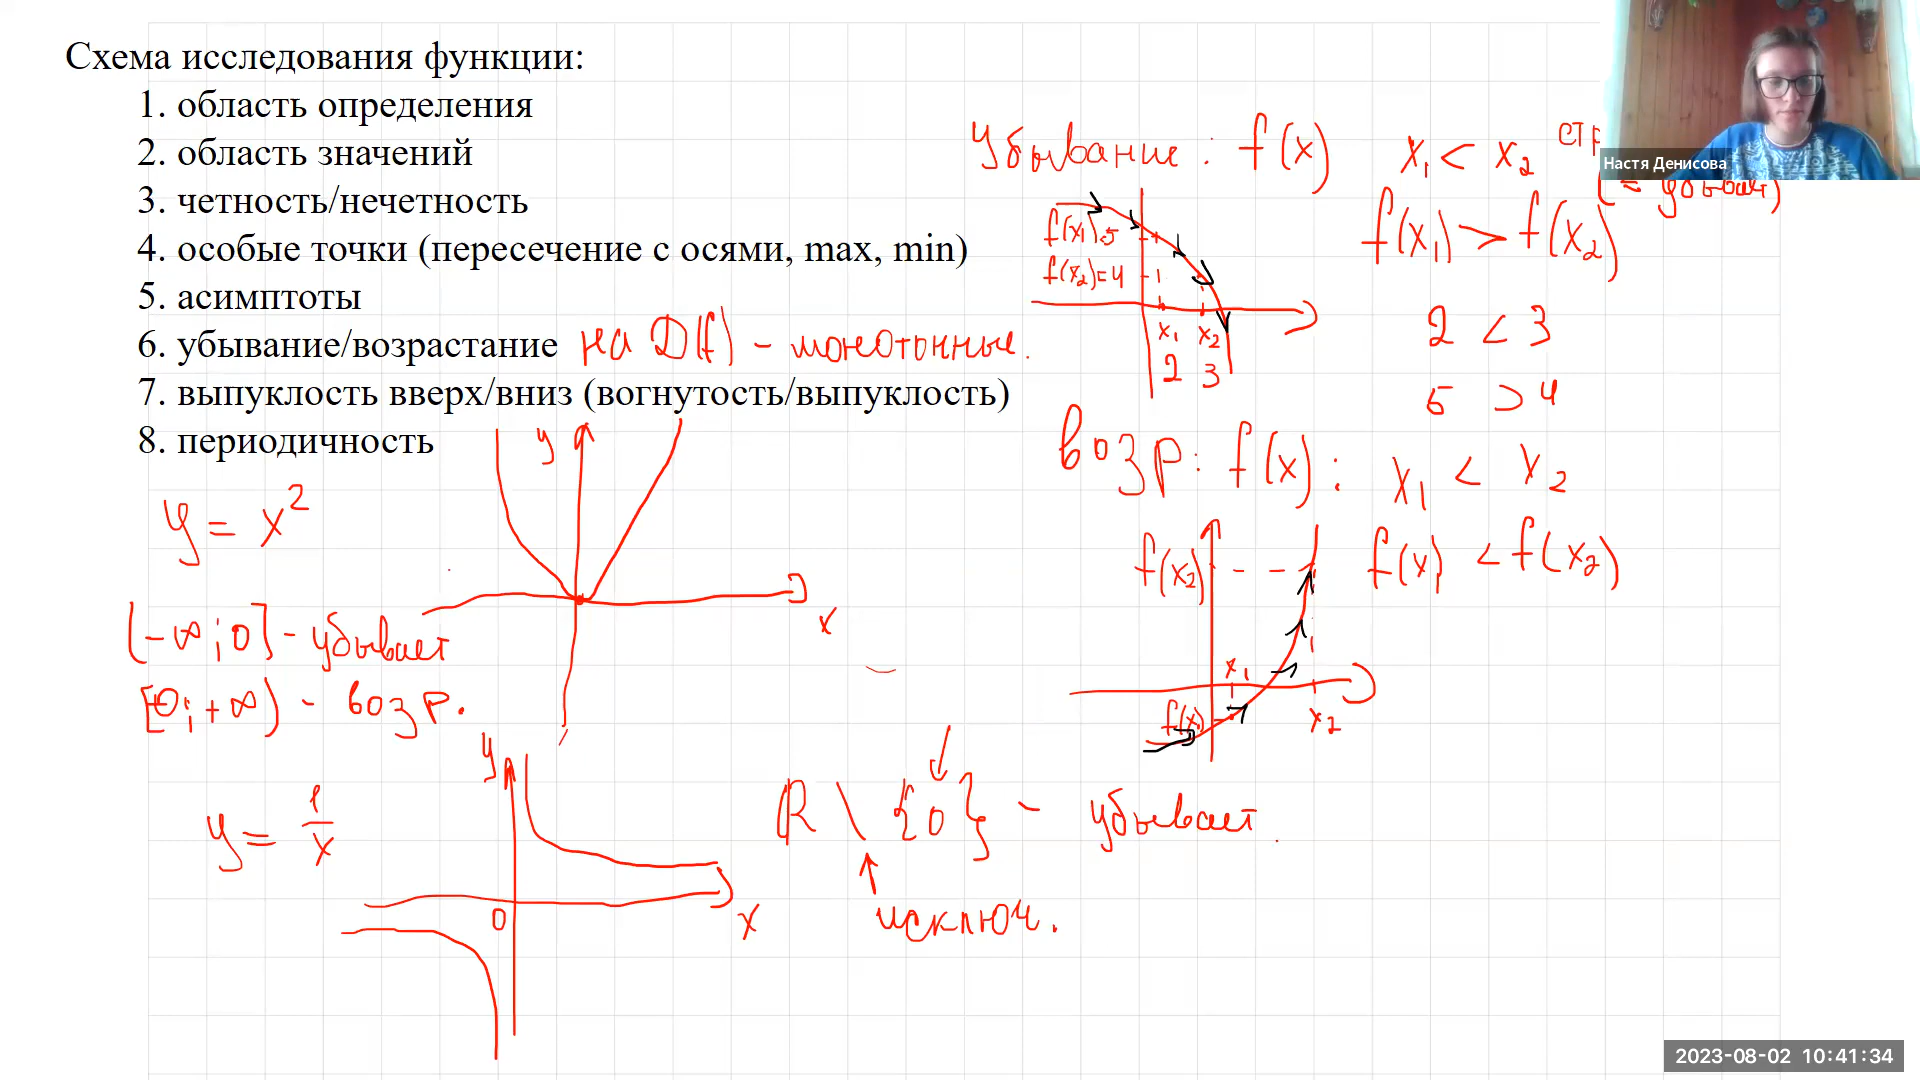 Схема исследования функции:
1. область определения
2. область значений
3. четность/нечетность
4. особые точки (пересечение с осями, max, min)
5. асимптоты
6. убывание/возрастание на D(f) - монотонные.
7. выпуклость вверх/вниз (вогнутость/выпуклость)
8. периодичность
y = x²
y
x
(-∞; 0] - убывает
[0; +∞) - возр.
y = 1/x
y
0
x
R \ {0} - убывает.
исключ.
Убывание: f(x) x₁ < x₂
(= убывает)
f(x₁) > f(x₂)
f(x₁)=5
f(x₂)=4
x₁ x₂
2 3
2 < 3
5 > 4
возр: f(x): x₁ < x₂
f(x₁) < f(x₂)
f(x₂)
x₁
f(x₁)
x₂
Настя Денисова
2023-08-02 10:41:34